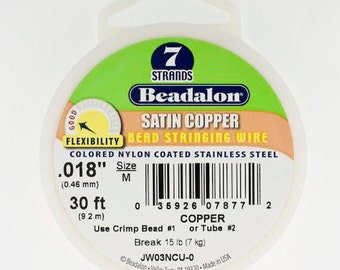 7
STRANDS
Beadalon
SATIN COPPER
BEAD STRINGING WIRE
GOOD
FLEXIBILITY
COLORED NYLON COATED STAINLESS STEEL
.018"
(0.46 mm)
Size
M
30 ft
(9.2 m)
0 35926 07877 2
COPPER
Use Crimp Bead #1 or Tube #2
Break 15 lb (7 kg)
JW03NCU-0